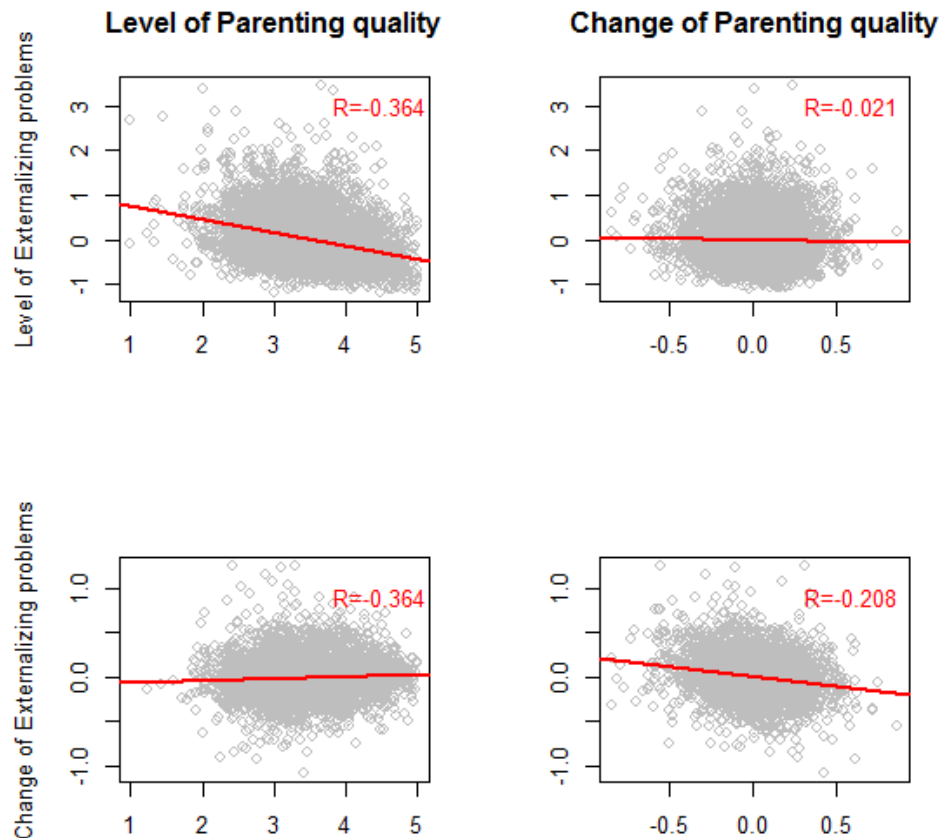 Level of Parenting quality
Change of Parenting quality
Level of Externalizing problems
3
2
1
0
-1
R=-0.364
1 2 3 4 5
R=-0.021
-0.5 0.0 0.5
Change of Externalizing problems
1.0
0.0
-1.0
R=-0.364
1 2 3 4 5
R=-0.208
-0.5 0.0 0.5
3
2
1
0
-1
1.0
0.0
-1.0